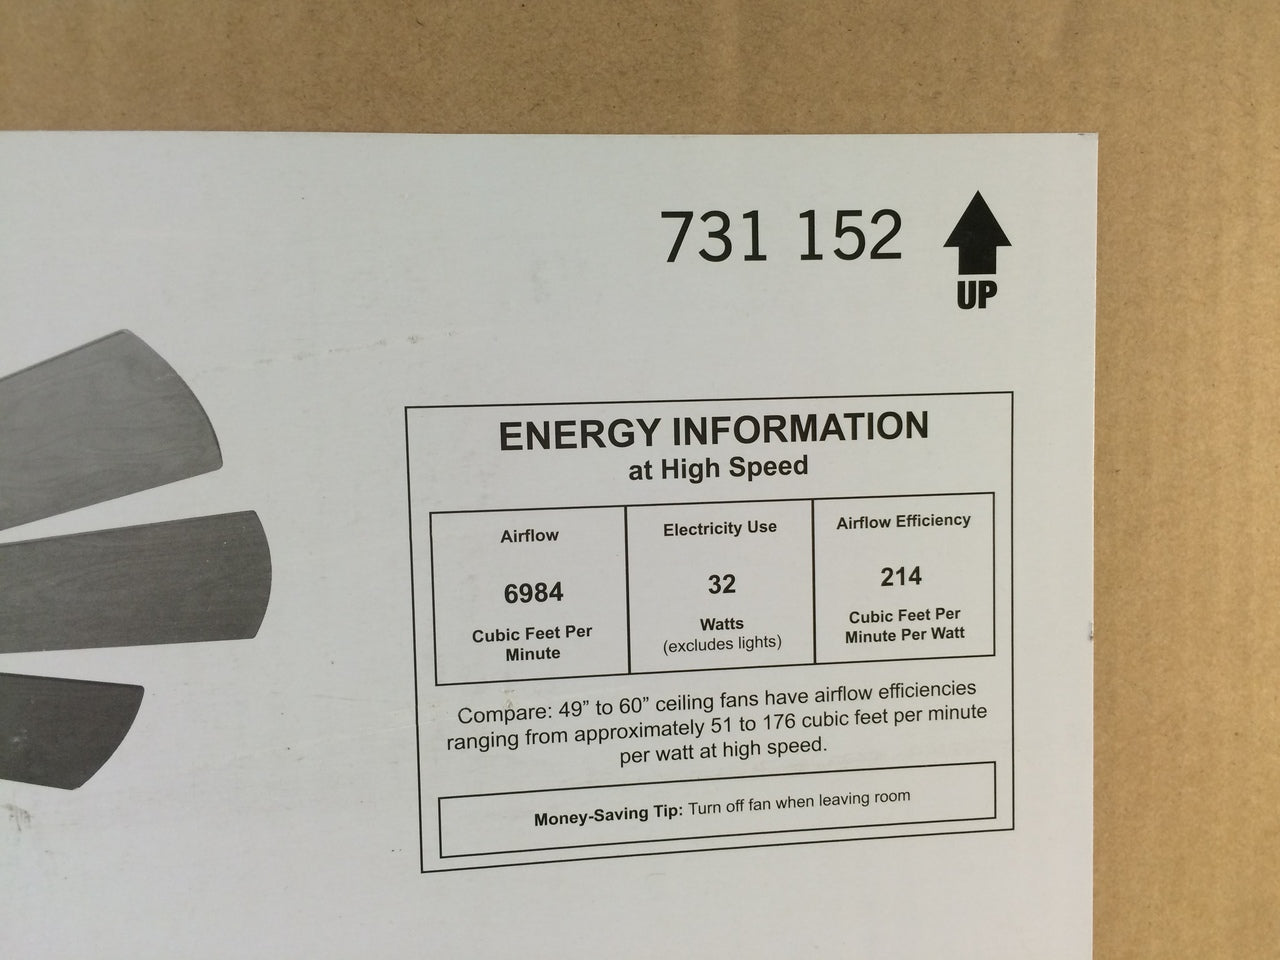 731 152
UP
ENERGY INFORMATION
at High Speed
Airflow
6984
Cubic Feet Per
Minute
Electricity Use
32
Watts
(excludes lights)
Airflow Efficiency
214
Cubic Feet Per
Minute Per Watt
Compare: 49” to 60” ceiling fans have airflow efficiencies
ranging from approximately 51 to 176 cubic feet per minute
per watt at high speed.
Money-Saving Tip: Turn off fan when leaving room